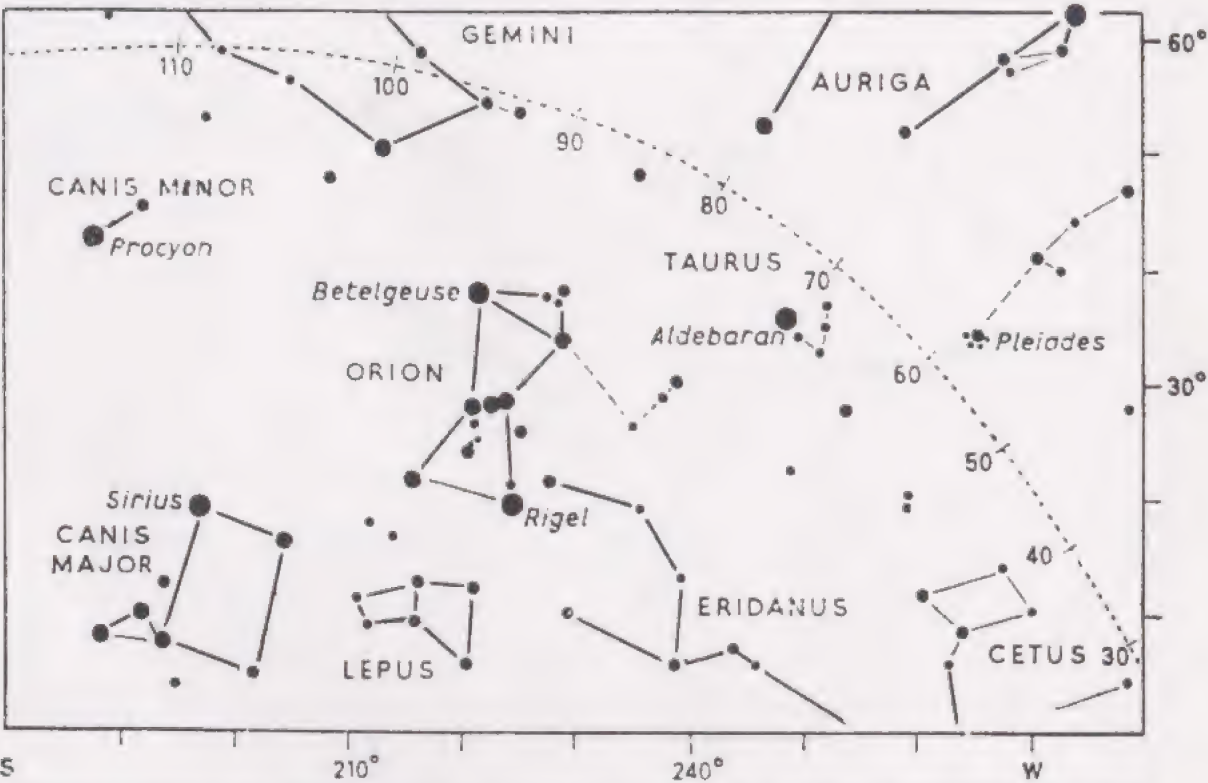 GEMINI
60°
110
100
AURIGA
90
CANIS MINOR
80
Procyon
TAURUS
70
Betelgeuse
Aldebaran
Pleiades
ORION
60
30°
50
Sirius
Rigel
CANIS
MAJOR
40
ERIDANUS
LEPUS
CETUS 30
S
210°
240°
W